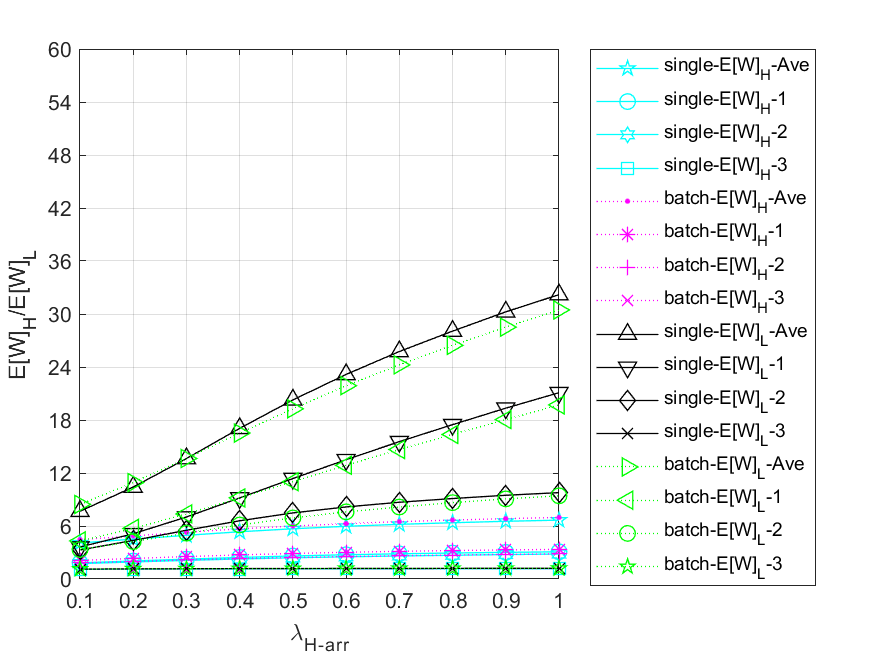 60
54
48
42
36
30
24
18
12
6
0
0.1 0.2 0.3 0.4 0.5 0.6 0.7 0.8 0.9 1
λH-arr
E[W]H/E[W]L
single-E[W]H-Ave
single-E[W]H-1
single-E[W]H-2
single-E[W]H-3
batch-E[W]H-Ave
batch-E[W]H-1
batch-E[W]H-2
batch-E[W]H-3
single-E[W]L-Ave
single-E[W]L-1
single-E[W]L-2
single-E[W]L-3
batch-E[W]L-Ave
batch-E[W]L-1
batch-E[W]L-2
batch-E[W]L-3